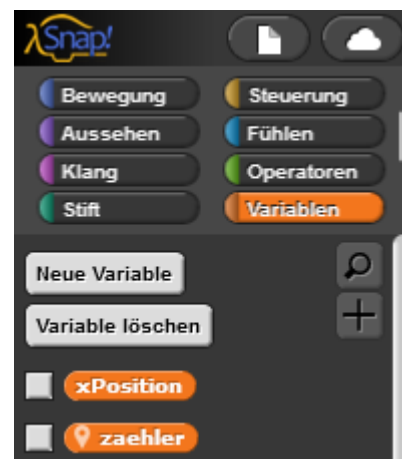 Snap!
Bewegung Steuerung
Aussehen Fühlen
Klang Operatoren
Stift Variablen
Neue Variable
Variable löschen
xPosition
zaehler